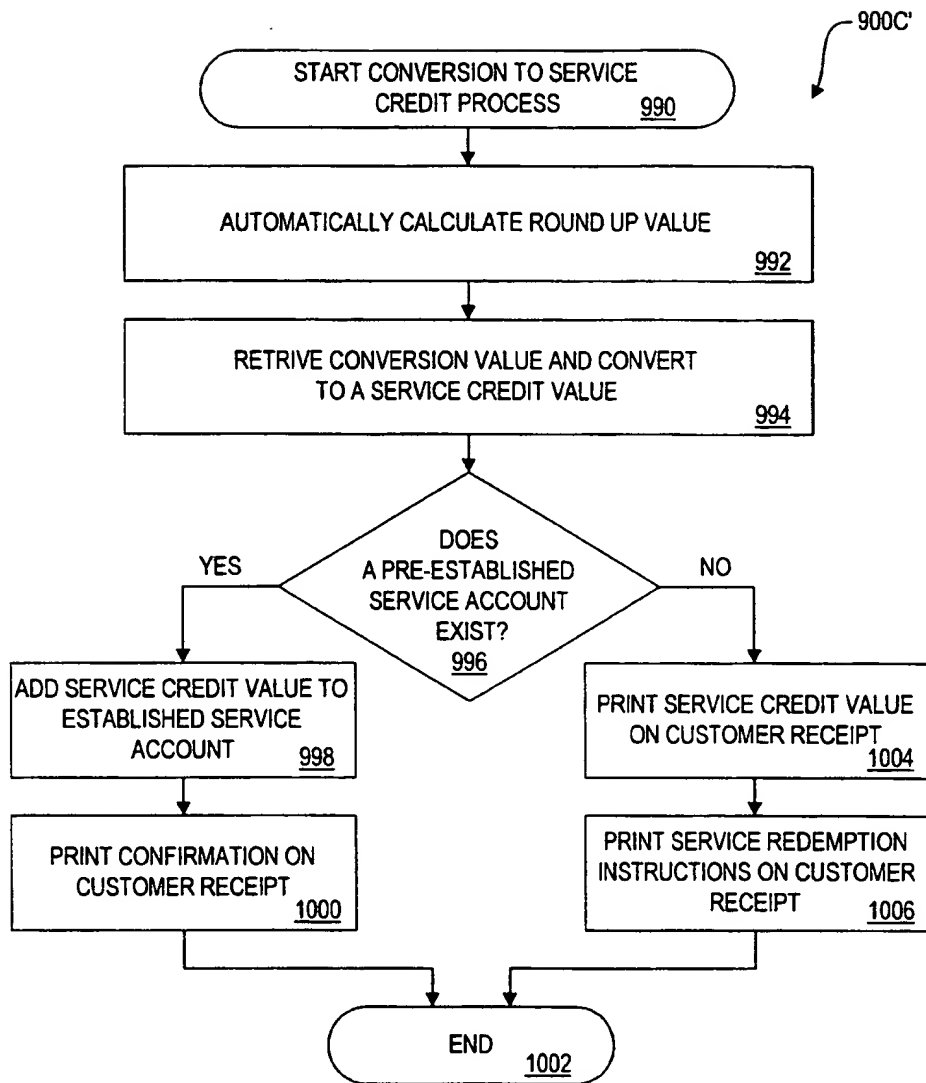 900C'
START CONVERSION TO SERVICE
CREDIT PROCESS
990
AUTOMATICALLY CALCULATE ROUND UP VALUE
992
RETRIVE CONVERSION VALUE AND CONVERT
TO A SERVICE CREDIT VALUE
994
DOES
A PRE-ESTABLISHED
SERVICE ACCOUNT
EXIST?
996
YES
NO
ADD SERVICE CREDIT VALUE TO
ESTABLISHED SERVICE
ACCOUNT
998
PRINT SERVICE CREDIT VALUE
ON CUSTOMER RECEIPT
1004
PRINT CONFIRMATION ON
CUSTOMER RECEIPT
1000
PRINT SERVICE REDEMPTION
INSTRUCTIONS ON CUSTOMER
RECEIPT
1006
END
1002